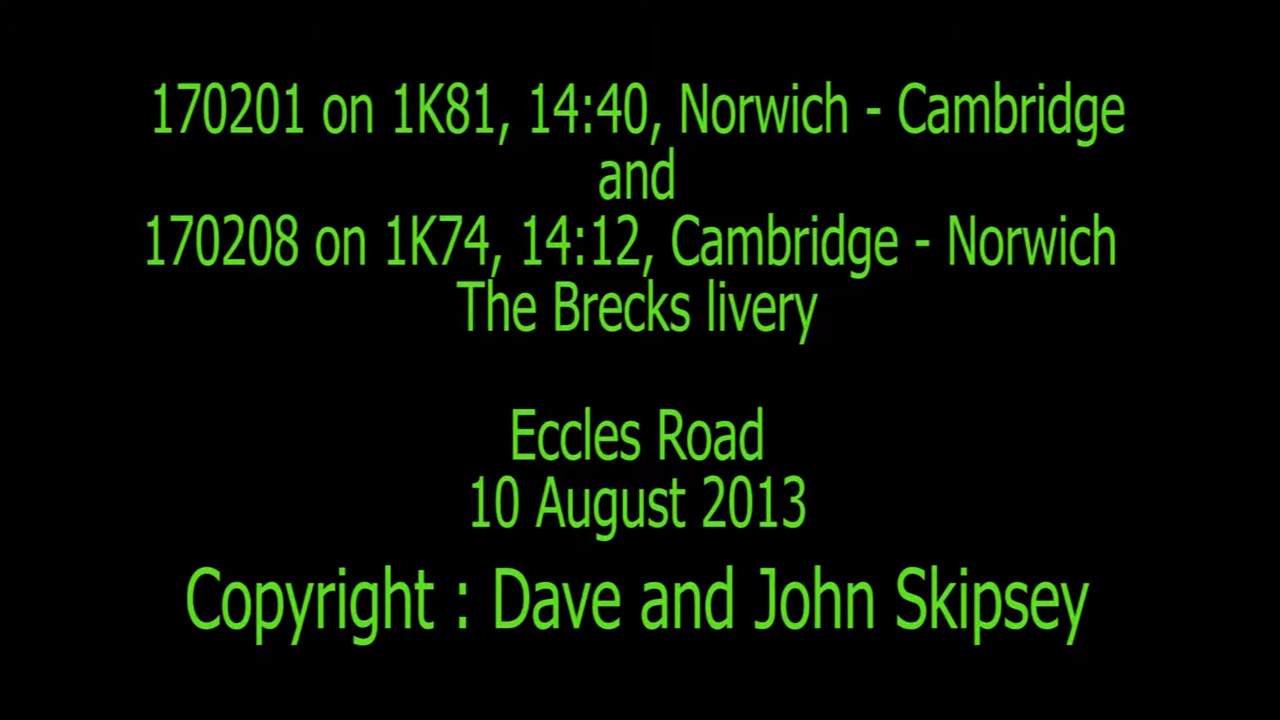 170201 on 1K81, 14:40, Norwich - Cambridge
and
170208 on 1K74, 14:12, Cambridge - Norwich
The Brecks livery
Eccles Road
10 August 2013
Copyright : Dave and John Skipsey